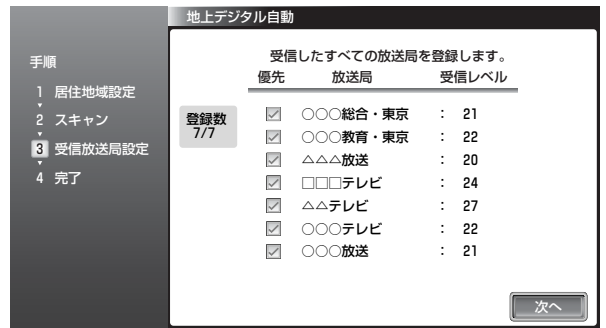 地上デジタル自動
手順
1 居住地域設定
2 スキャン
3 受信放送局設定
4 完了
受信したすべての放送局を登録します。
優先 放送局 受信レベル
登録数
7/7
○○○総合・東京 : 21
○○○教育・東京 : 22
△△△放送 : 20
□□□テレビ : 24
△△テレビ : 27
○○○テレビ : 22
○○○放送 : 21
次へ